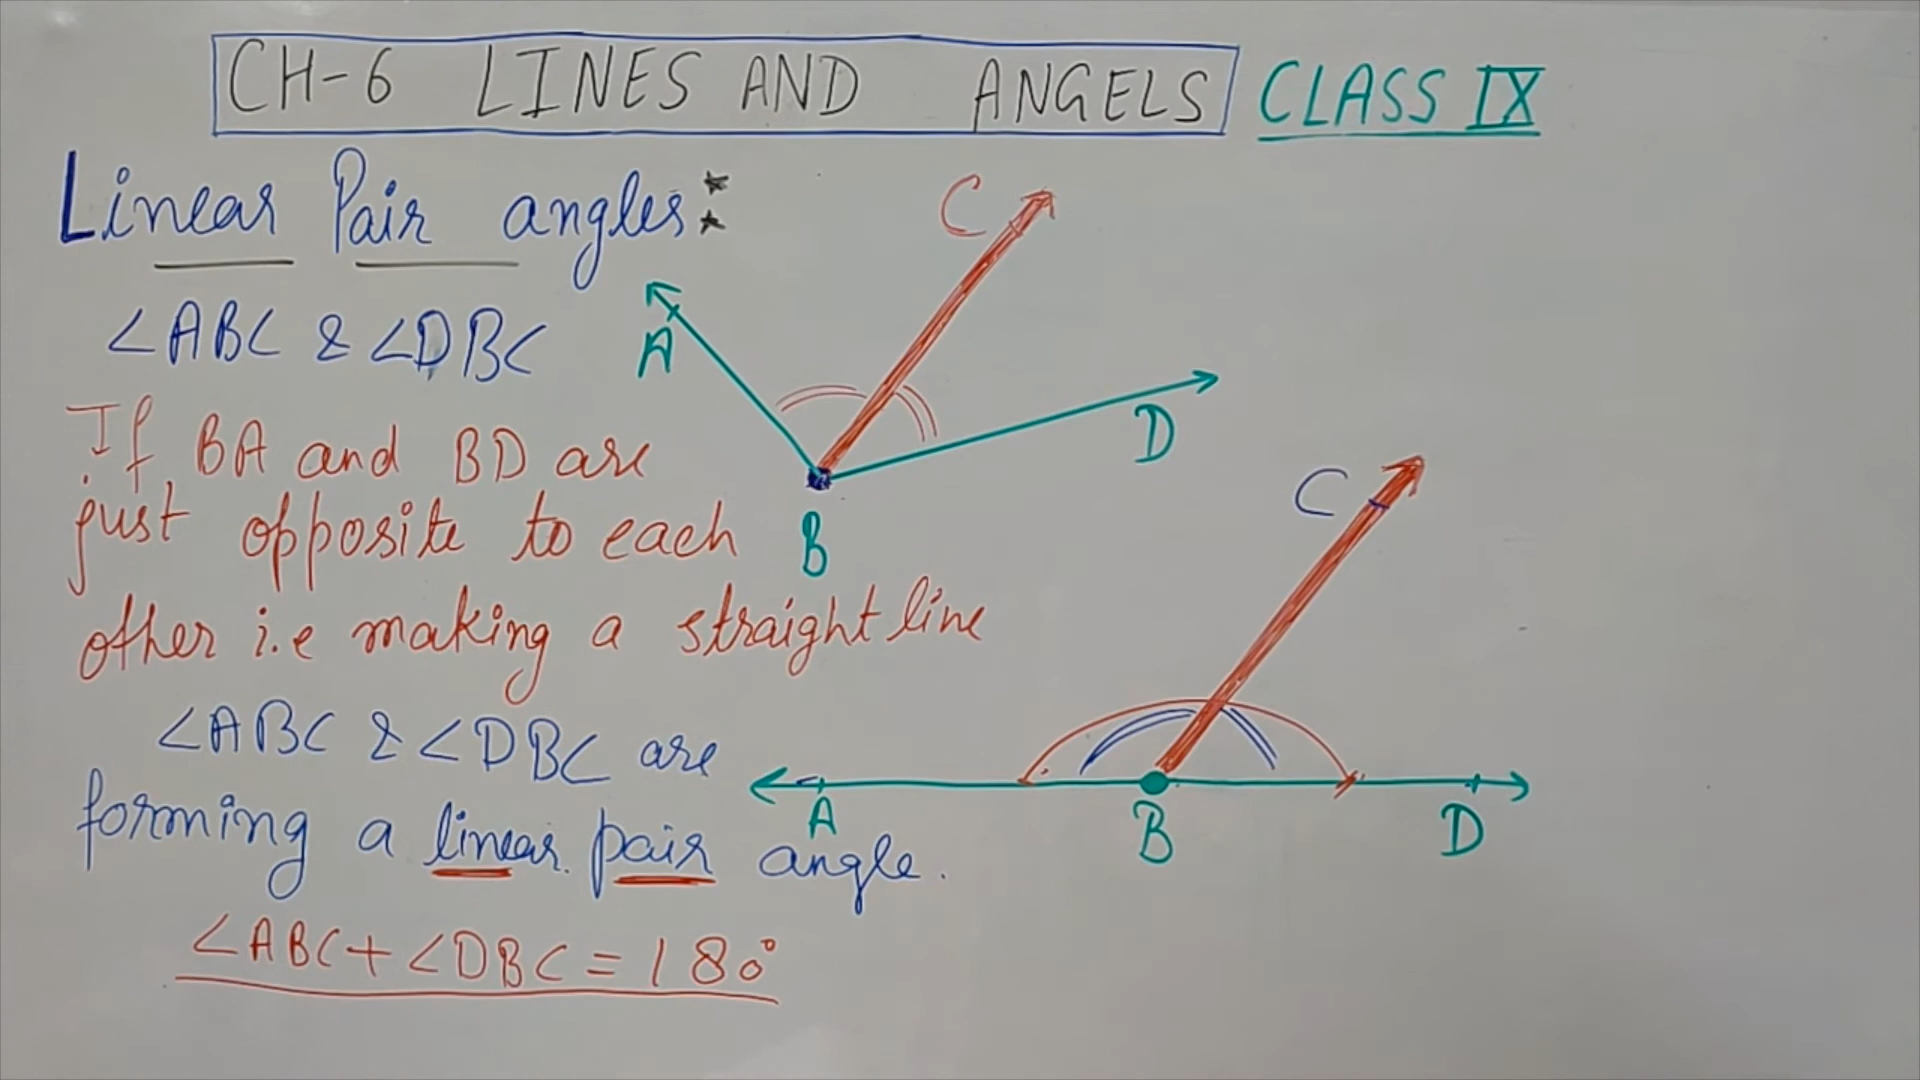 CH-6 LINES AND ANGELS CLASS IX
Linear Pair angles:
∠ABC & ∠DBC
If BA and BD are
just opposite to each
other i.e making a straight line
∠ABC & ∠DBC are
forming a linear pair angle.
∠ABC+∠DBC=180°
C
A
D
B
C
A
B
D